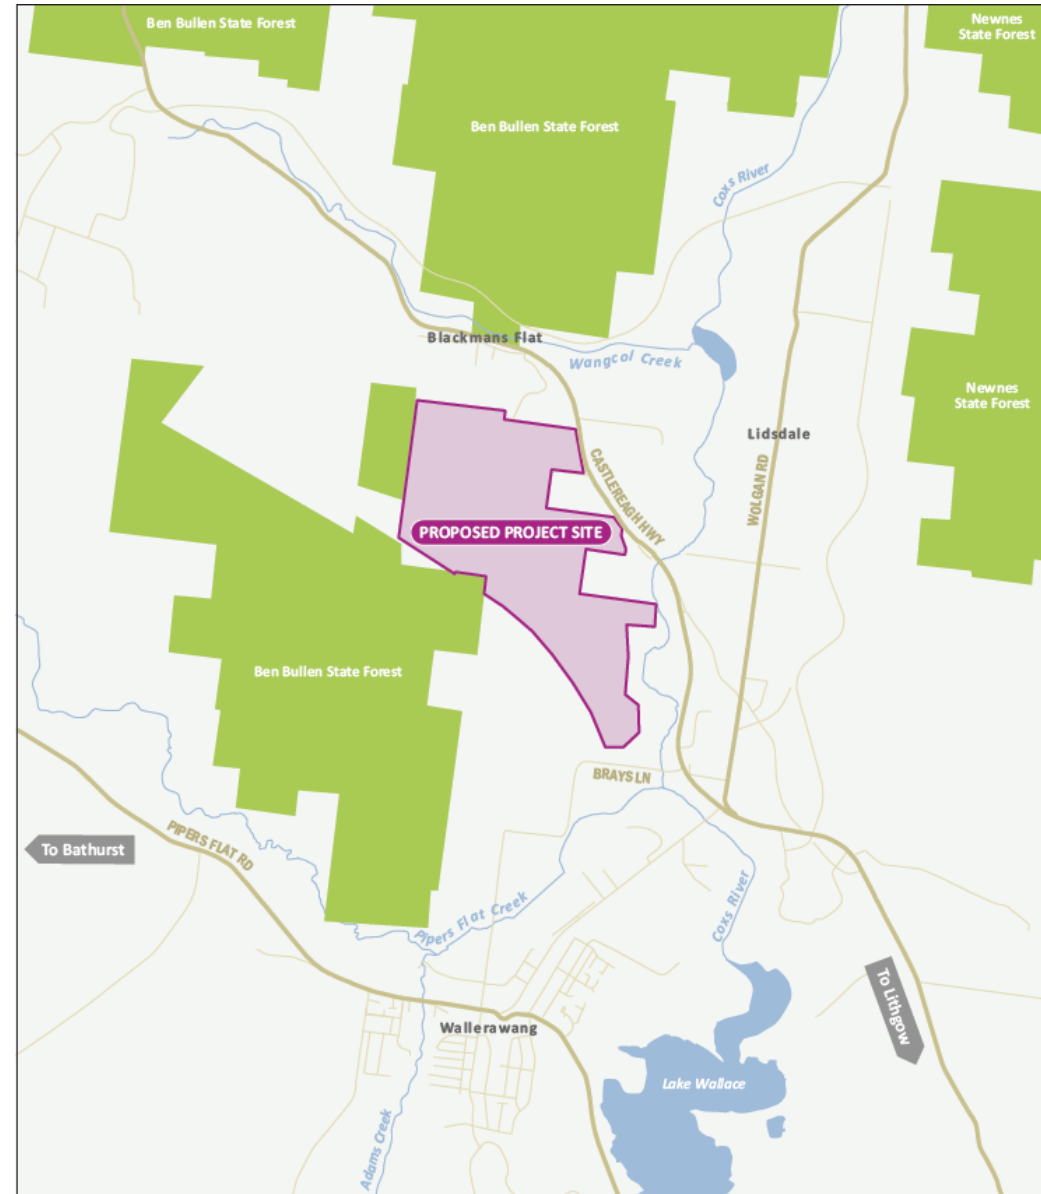 Ben Bullen State Forest
Newnes
State Forest
Ben Bullen State Forest
Coxs River
Blackmans Flat
Wangcol Creek
Newnes
State Forest
Lidsdale
CASTLEREAGH HWY
WOLGAN RD
PROPOSED PROJECT SITE
Ben Bullen State Forest
BRAYS LN
PIPERS FLAT RD
To Bathurst
Pipers Flat Creek
Coxs River
To Lithgow
Wallerawang
Lake Wallace
Adams Creek